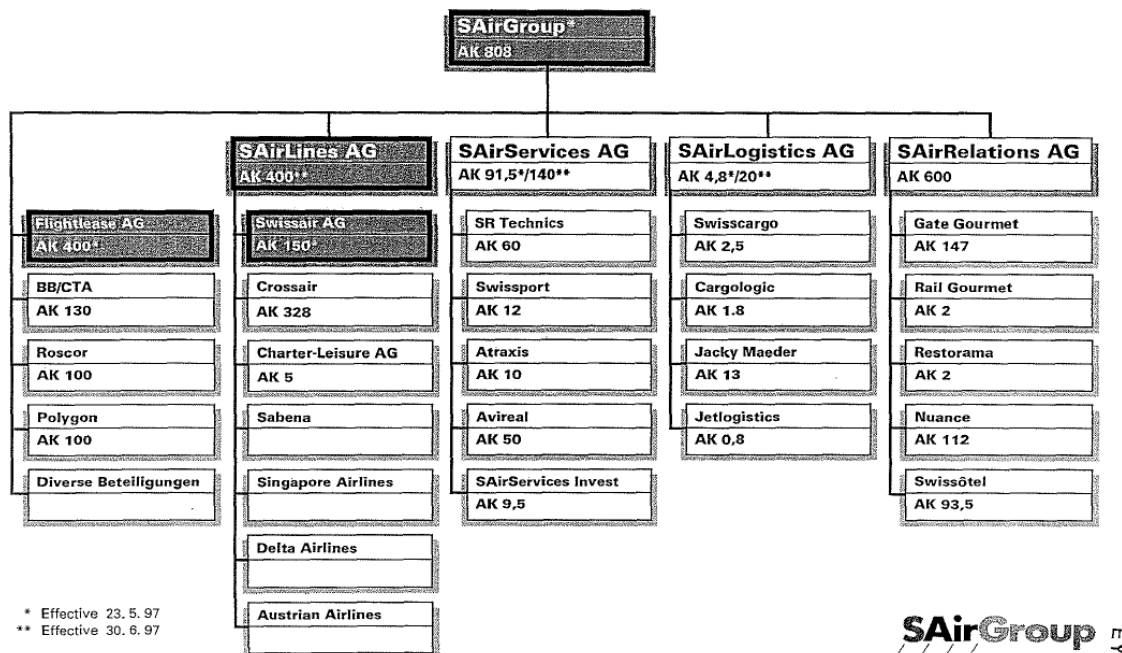 SAirGroup*
AK 808
SAirLines AG
AK 400**
SAirServices AG
AK 91,5*/140**
SAirLogistics AG
AK 4,8*/20**
SAirRelations AG
AK 600
Flightlease AG
AK 400*
BB/CTA
AK 130
Roscor
AK 100
Polygon
AK 100
Diverse Beteiligungen
Swissair AG
AK 150*
Crossair
AK 328
Charter-Leisure AG
AK 5
Sabena
Singapore Airlines
Delta Airlines
Austrian Airlines
SR Technics
AK 60
Swissport
AK 12
Atraxis
AK 10
Avireal
AK 50
SAirServices Invest
AK 9,5
Swisscargo
AK 2,5
Cargologic
AK 1.8
Jacky Maeder
AK 13
Jetlogistics
AK 0,8
Gate Gourmet
AK 147
Rail Gourmet
AK 2
Restorama
AK 2
Nuance
AK 112
Swissôtel
AK 93,5
* Effective 23. 5. 97
** Effective 30. 6. 97
SAirGroup